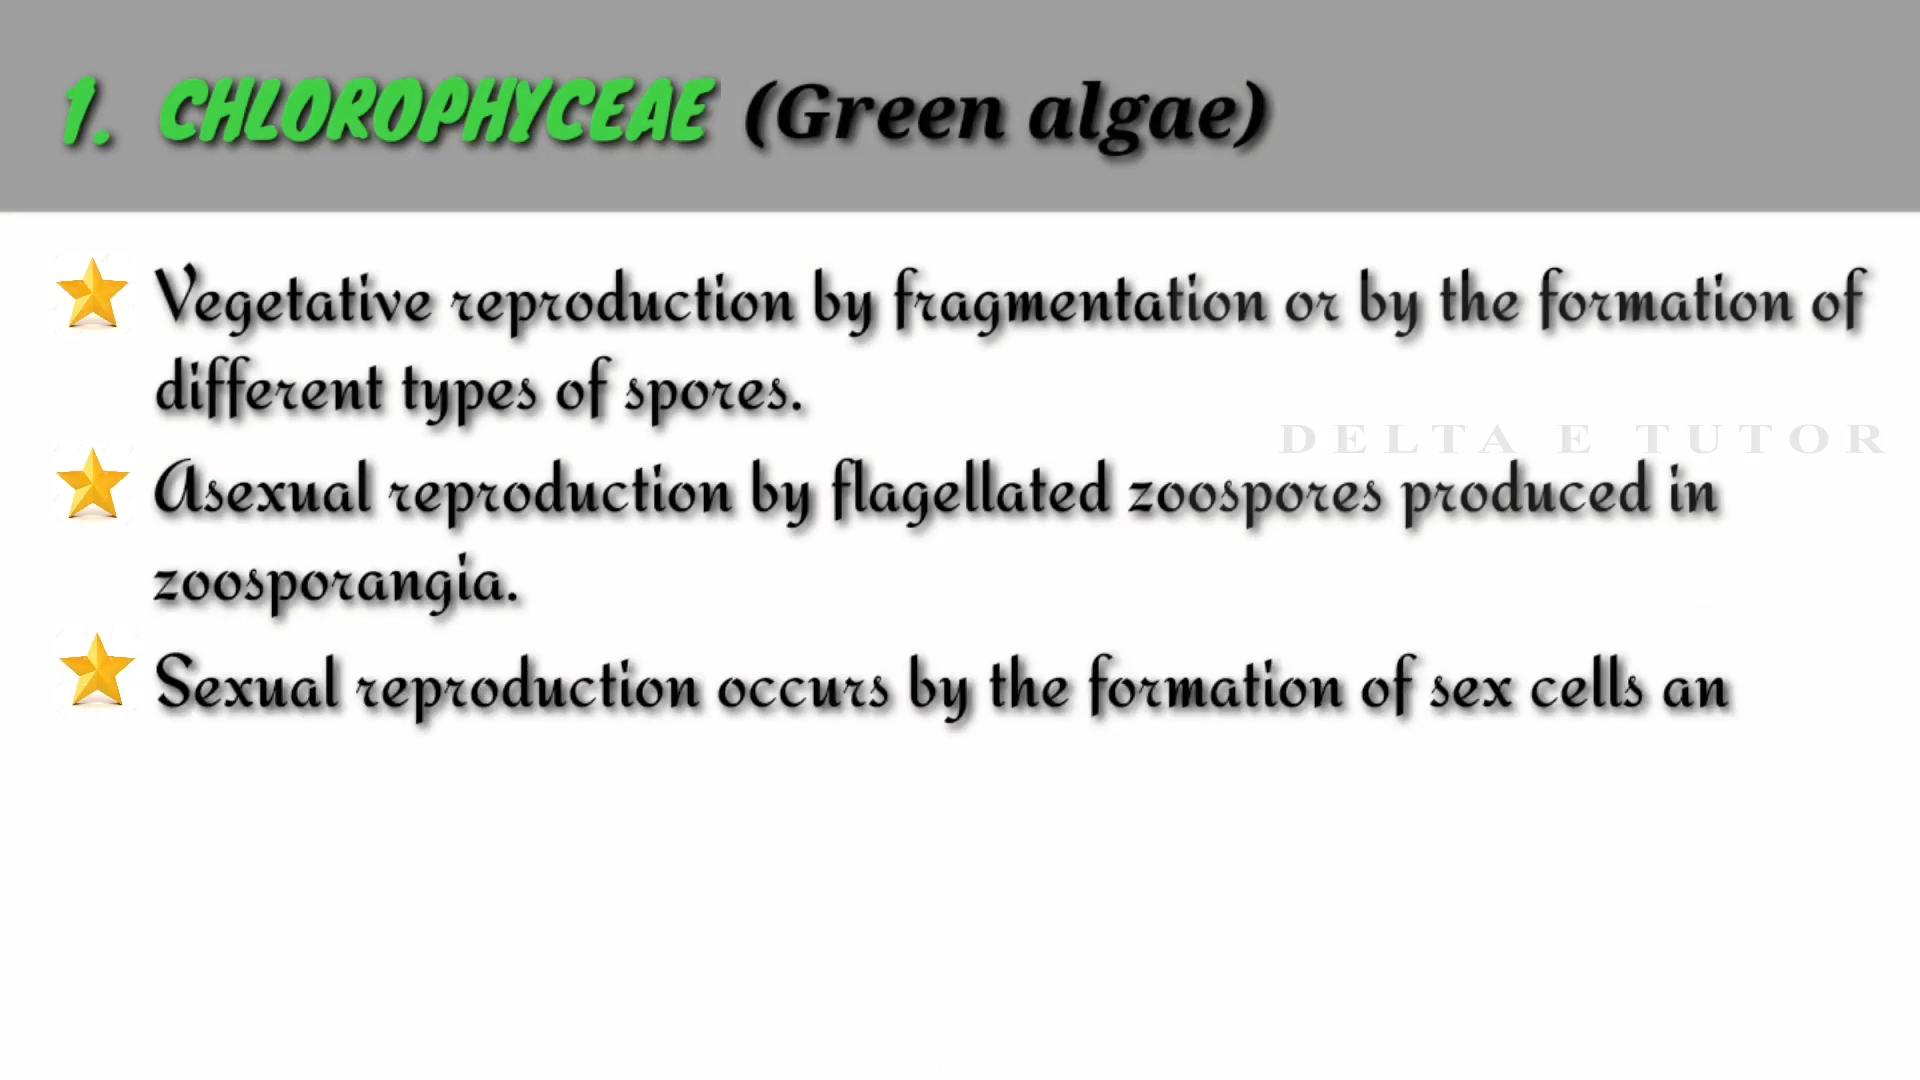 1. CHLOROPHYCEAE (Green algae)
Vegetative reproduction by fragmentation or by the formation of
different types of spores.
DELTA E TUTOR
Asexual reproduction by flagellated zoospores produced in
zoosporangia.
Sexual reproduction occurs by the formation of sex cells an